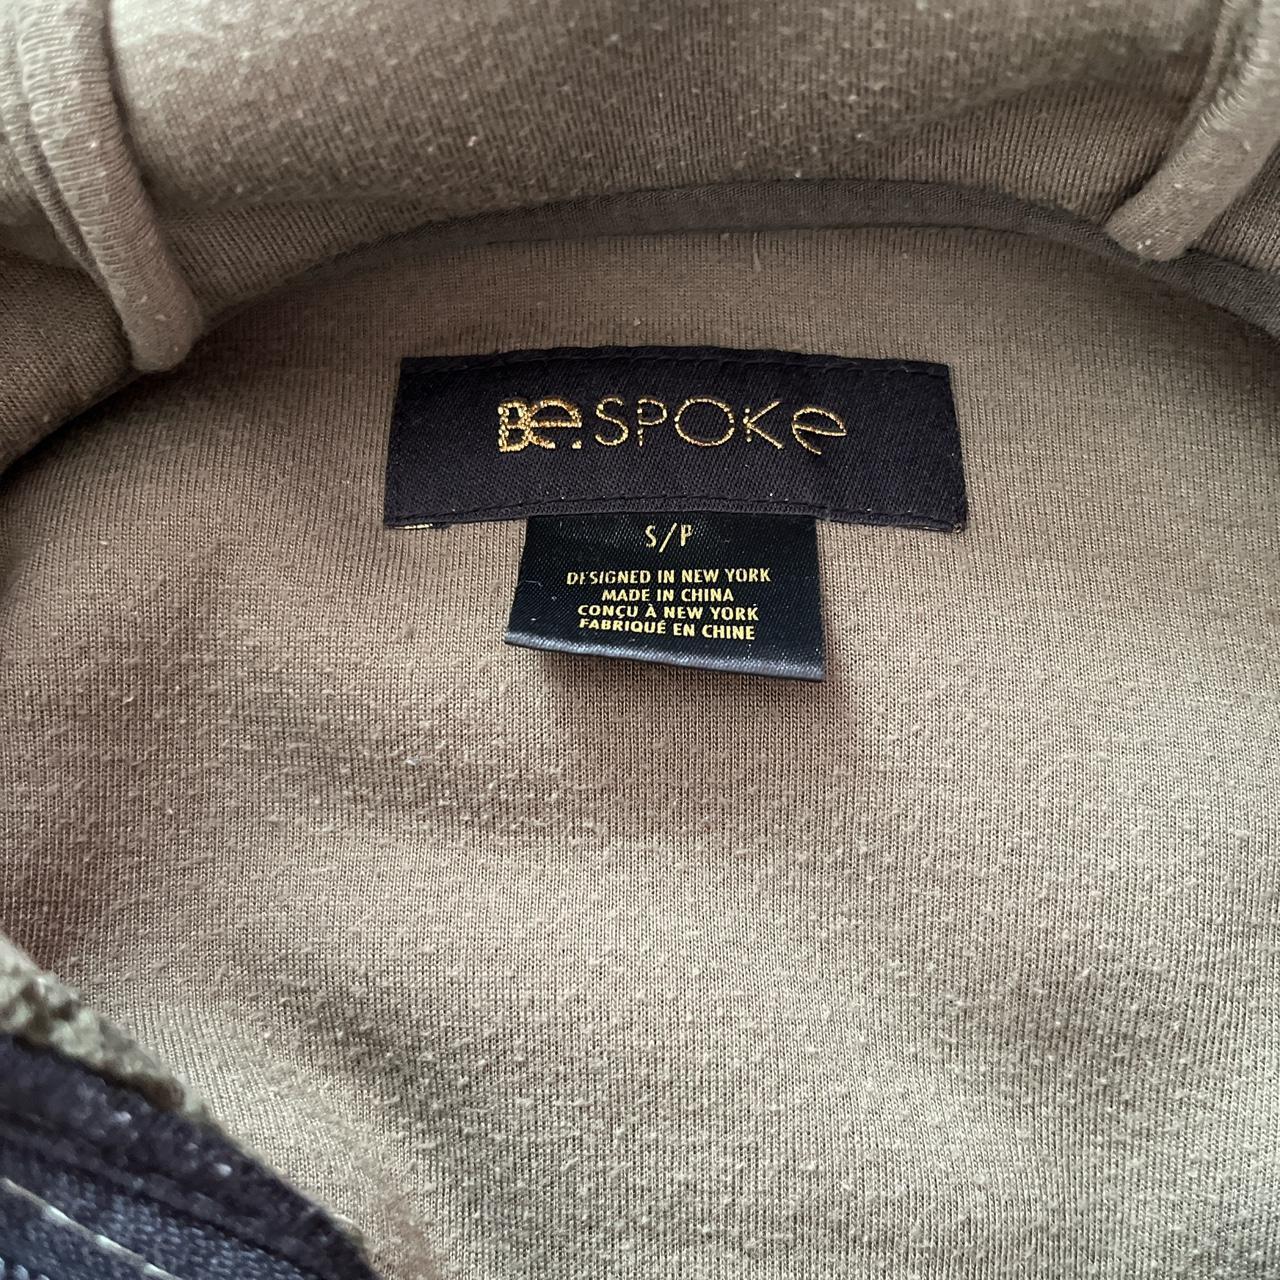 Be.SPOKe
S/P
DESIGNED IN NEW YORK
MADE IN CHINA
CONÇU À NEW YORK
FABRIQUÉ EN CHINE